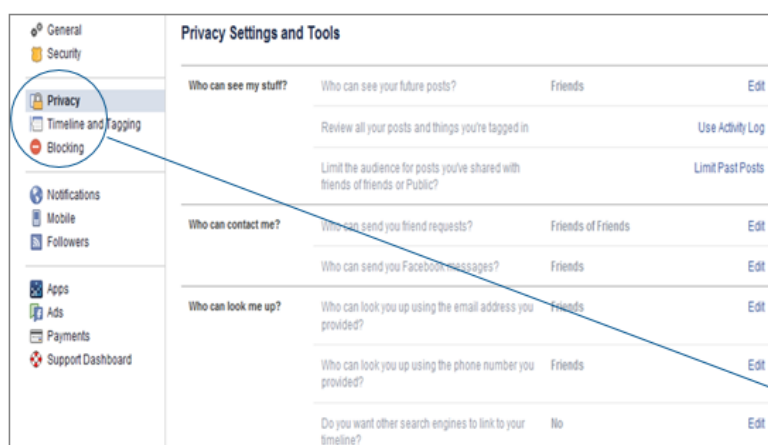 General
Security
Privacy
Timeline and Tagging
Blocking
Notifications
Mobile
Followers
Apps
Ads
Payments
Support Dashboard
Privacy Settings and Tools
Who can see my stuff? Who can see your future posts? Friends Edit
Review all your posts and things you're tagged in Use Activity Log
Limit the audience for posts you've shared with Limit Past Posts
friends of friends or Public?
Who can contact me? Who can send you friend requests? Friends of Friends Edit
Who can send you Facebook messages? Friends Edit
Who can look me up? Who can look you up using the email address you Friends Edit
provided?
Who can look you up using the phone number you Friends Edit
provided?
Do you want other search engines to link to your No Edit
timeline?